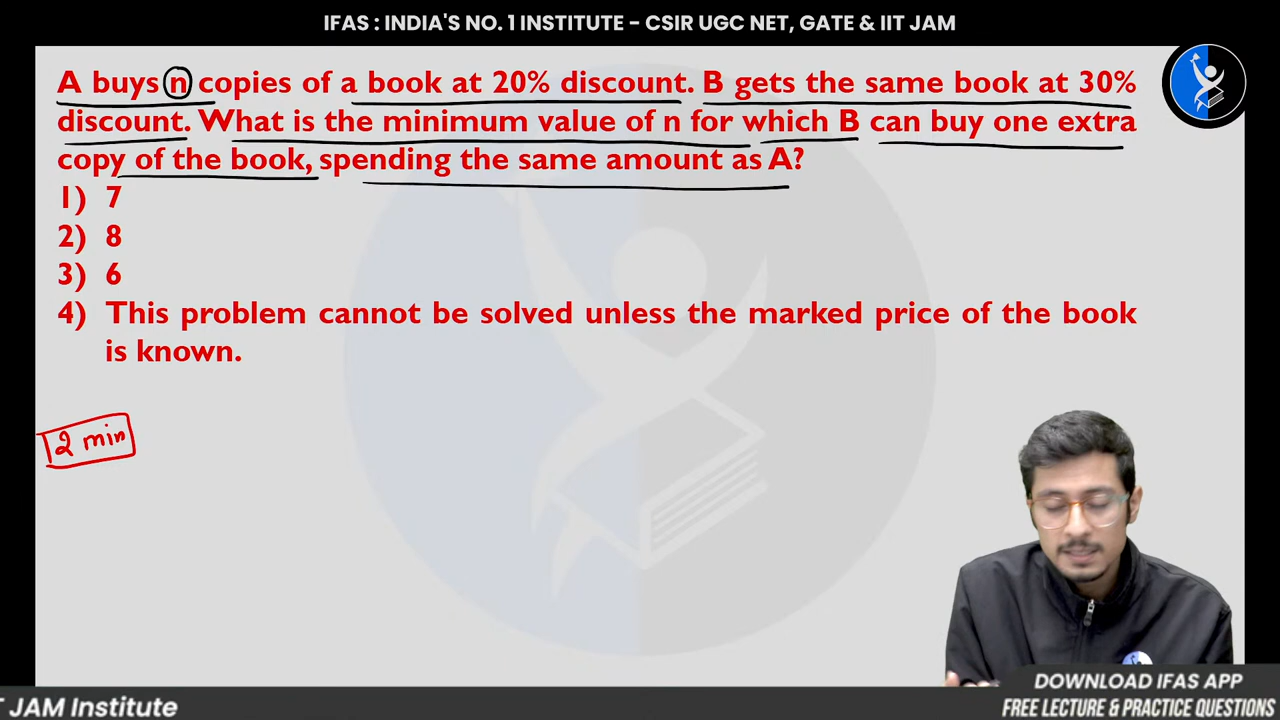 IFAS : INDIA'S NO. 1 INSTITUTE - CSIR UGC NET, GATE & IIT JAM
A buys n copies of a book at 20% discount. B gets the same book at 30%
discount. What is the minimum value of n for which B can buy one extra
copy of the book, spending the same amount as A?
1) 7
2) 8
3) 6
4) This problem cannot be solved unless the marked price of the book
is known.
2 min
DOWNLOAD IFAS APP
T JAM Institute
FREE LECTURE & PRACTICE QUESTIONS